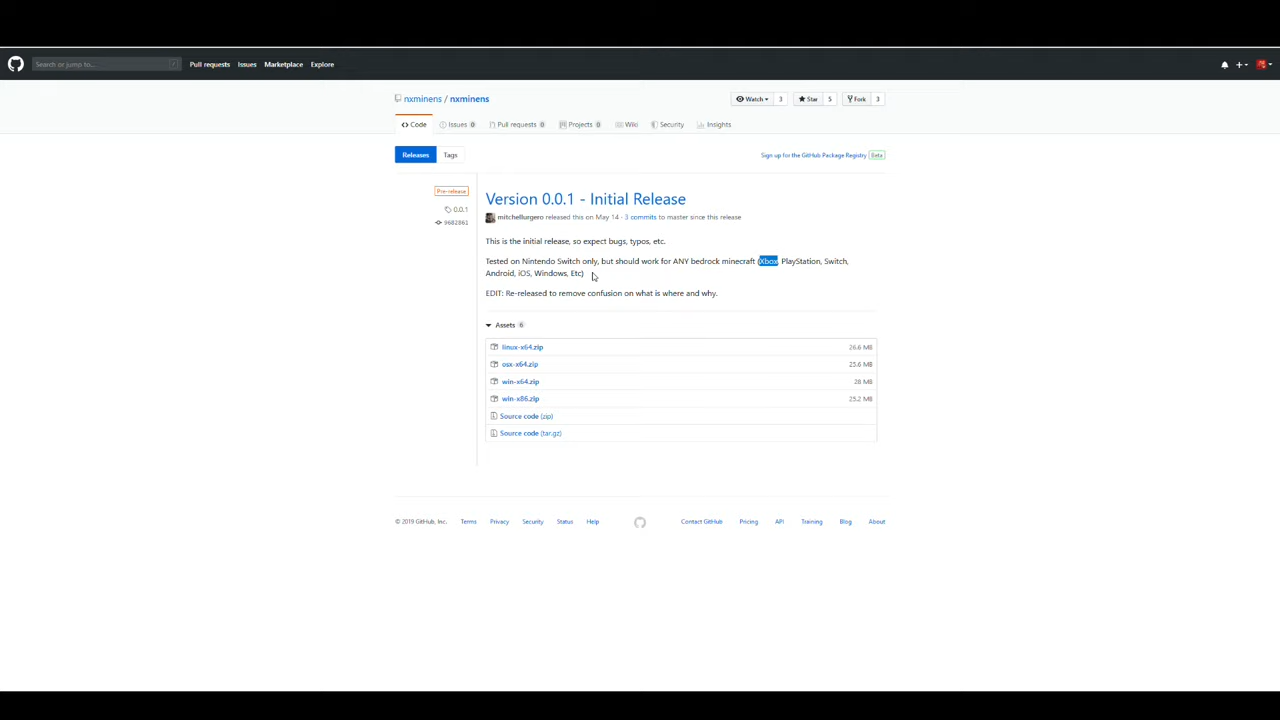 Search or jump to... /
Pull requests Issues Marketplace Explore
nxminens / nxminens
Watch 3 Star 5 Fork 3
Code Issues 0 Pull requests 0 Projects 0 Wiki Security Insights
Releases Tags
Sign up for the GitHub Package Registry Beta
Pre-release
0.0.1
9682861
Version 0.0.1 - Initial Release
mitchellurgero released this on May 14 · 3 commits to master since this release
This is the initial release, so expect bugs, typos, etc.
Tested on Nintendo Switch only, but should work for ANY bedrock minecraft (Xbox PlayStation, Switch,
Android, iOS, Windows, Etc)
EDIT: Re-released to remove confusion on what is where and why.
Assets 6
linux-x64.zip 26.6 MB
osx-x64.zip 25.6 MB
win-x64.zip 28 MB
win-x86.zip 25.2 MB
Source code (zip)
Source code (tar.gz)
© 2019 GitHub, Inc. Terms Privacy Security Status Help Contact GitHub Pricing API Training Blog About